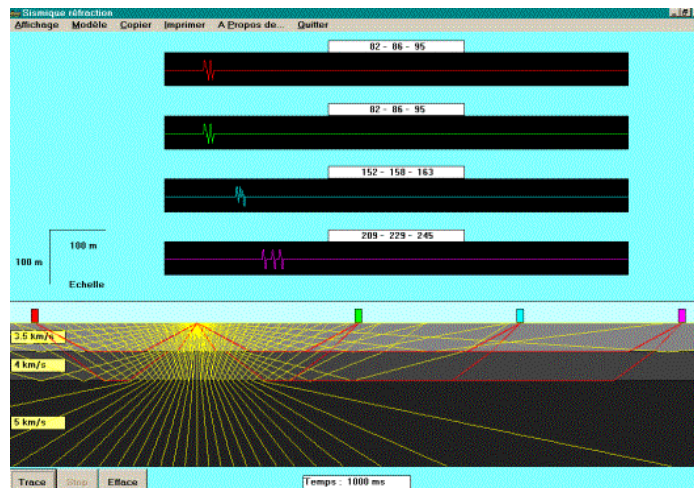 Sismique réfraction
Affichage Modèle Copier Imprimer A Propos de... Quitter
82 - 86 - 95
82 - 86 - 95
152 - 158 - 163
209 - 229 - 245
100 m
100 m
Echelle
3.5 km/s
4 km/s
5 km/s
Trace Stop Efface Temps : 1000 ms